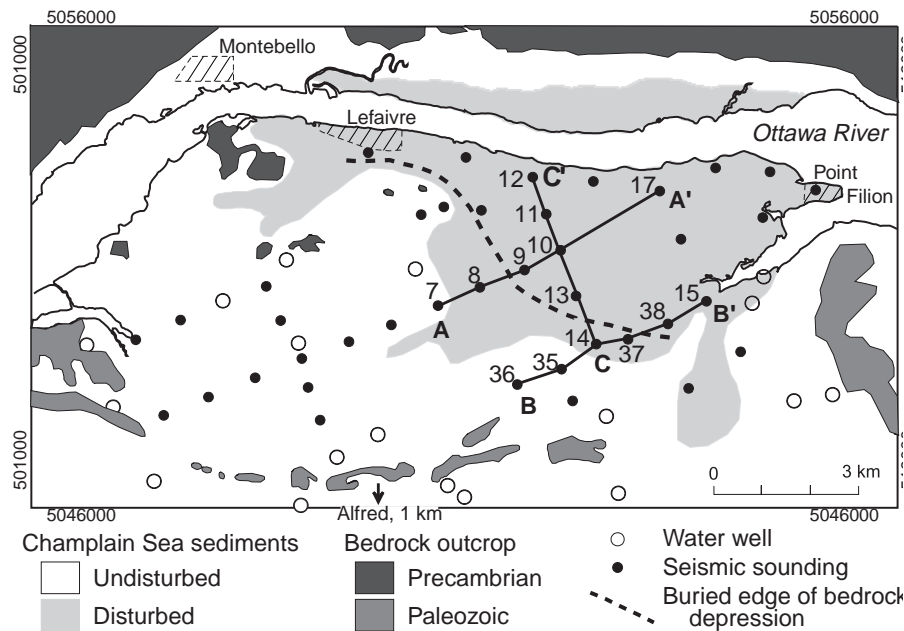 5056000
5056000
501000
Montebello
Lefaivre
Ottawa River
Point
Filion
12
C'
17
A'
11
10
9
8
7
A
13
15
B'
38
14
37
C
35
36
B
501000
0
3 km
5046000
Alfred, 1 km
5046000
Champlain Sea sediments
Undisturbed
Disturbed
Bedrock outcrop
Precambrian
Paleozoic
Water well
Seismic sounding
Buried edge of bedrock
depression